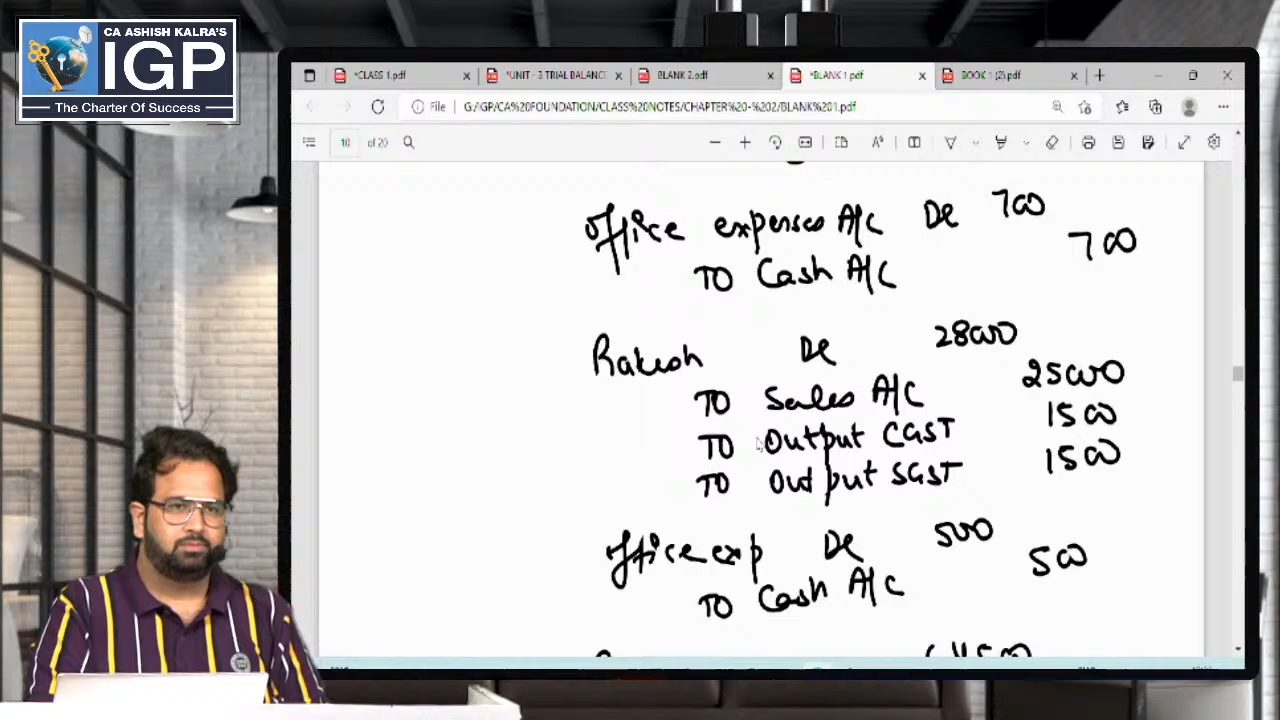 CA ASHISH KALRA'S
IGP
The Charter Of Success
*CLASS 1.pdf
*UNIT - 3 TRIAL BALANCE
BLANK 2.pdf
*BLANK 1.pdf
BOOK 1 (2).pdf
File G:/IGP/CA%20FOUNDATION/CLASS%20NOTES/CHAPTER%20-%202/BLANK%201.pdf
10 of 20
Office expenses A/C Dr 700
To Cash A/C 700
Rakesh Dr 28000
To Sales A/C 25000
To Output CGST 1500
To Output SGST 1500
Office exp Dr 500
To Cash A/C 500